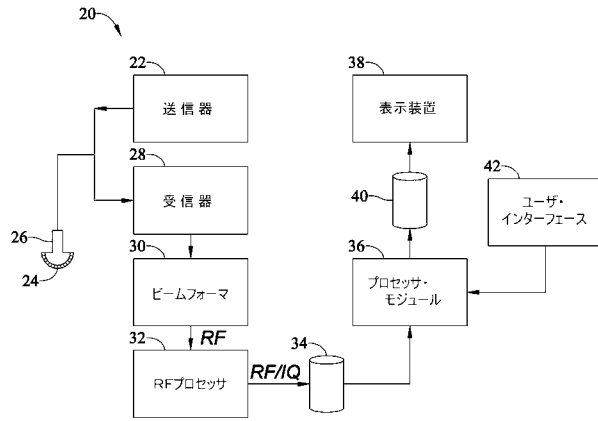 20
22
送信器
28
受信器
26
24
30
ビームフォーマ
RF
32
RFプロセッサ
RF/IQ
34
38
表示装置
40
36
プロセッサ・
モジュール
42
ユーザ・
インターフェース